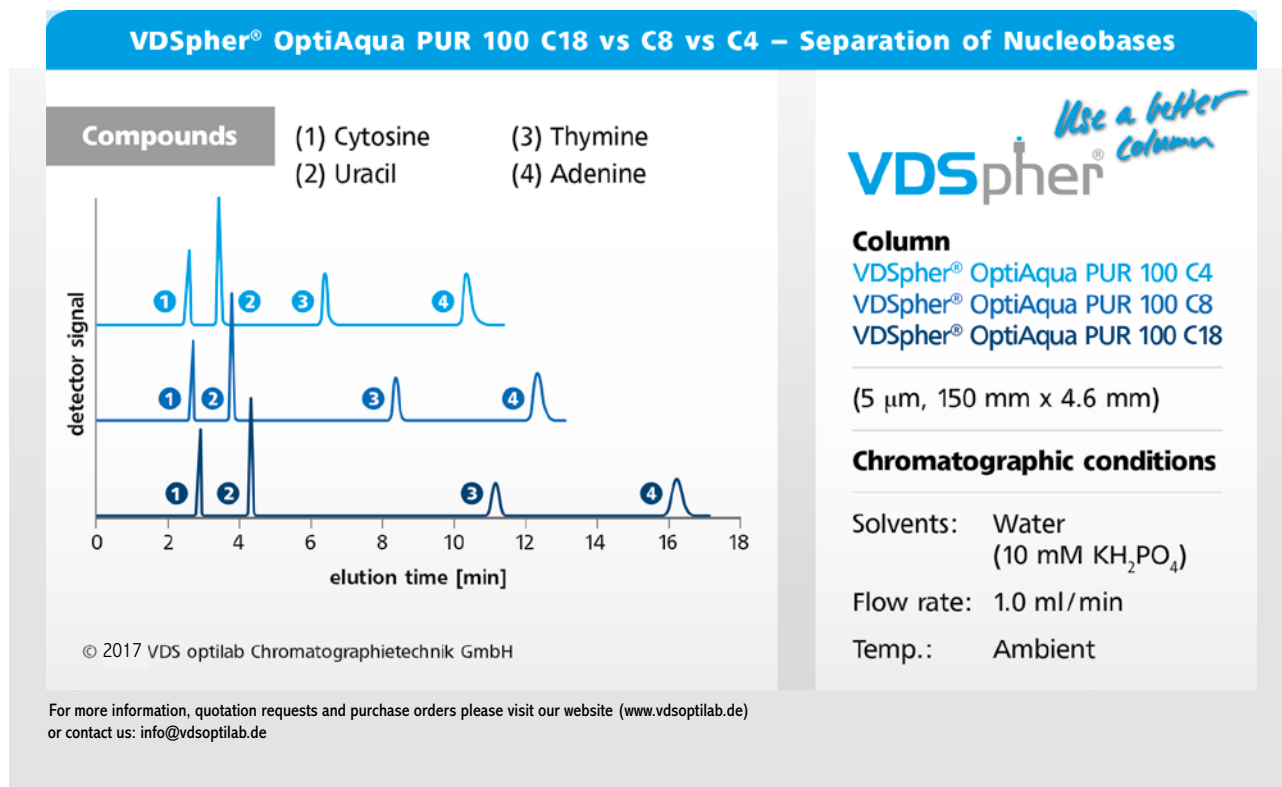 VDSpher® OptiAqua PUR 100 C18 vs C8 vs C4 – Separation of Nucleobases
Compounds
(1) Cytosine
(3) Thymine
(2) Uracil
(4) Adenine
detector signal
1
2
3
4
1
2
3
4
1
2
3
4
0 2 4 6 8 10 12 14 16 18
elution time [min]
© 2017 VDS optilab Chromatographietechnik GmbH
Use a better
column
VDSpher®
Column
VDSpher® OptiAqua PUR 100 C4
VDSpher® OptiAqua PUR 100 C8
VDSpher® OptiAqua PUR 100 C18
(5 µm, 150 mm x 4.6 mm)
Chromatographic conditions
Solvents: Water
(10 mM KH₂PO₄)
Flow rate: 1.0 ml/min
Temp.: Ambient
For more information, quotation requests and purchase orders please visit our website (www.vdsoptilab.de)
or contact us: info@vdsoptilab.de